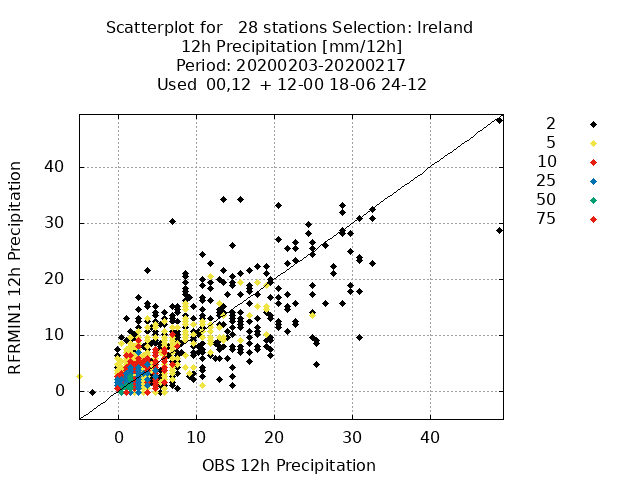 Scatterplot for   28 stations Selection: Ireland
12h Precipitation [mm/12h]
Period: 20200203-20200217
Used  00,12  + 12-00 18-06 24-12
2
5
10
25
50
75
40
30
20
10
0
RFRMIN1 12h Precipitation
0 10 20 30 40
OBS 12h Precipitation